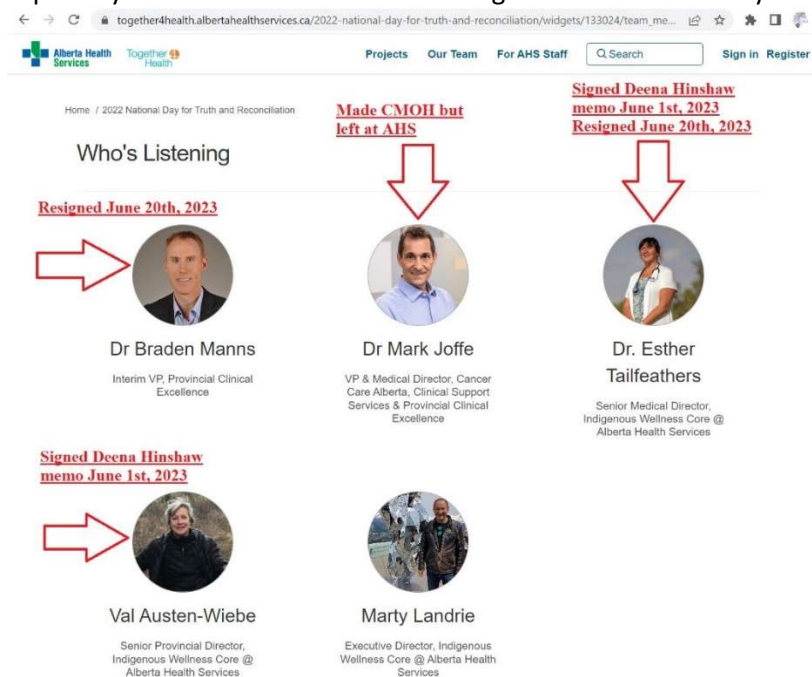 together4health.albertahealthservices.ca/2022-national-day-for-truth-and-reconciliation/widgets/133024/team_me...
Alberta Health Services
Together 4 Health
Projects Our Team For AHS Staff Search Sign in Register
Home / 2022 National Day for Truth and Reconciliation
Who's Listening
Made CMOH but
left at AHS
Signed Deena Hinshaw
memo June 1st, 2023
Resigned June 20th, 2023
Resigned June 20th, 2023
Dr Braden Manns
Interim VP, Provincial Clinical
Excellence
Dr Mark Joffe
VP & Medical Director, Cancer
Care Alberta, Clinical Support
Services & Provincial Clinical
Excellence
Dr. Esther
Tailfeathers
Senior Medical Director,
Indigenous Wellness Core @
Alberta Health Services
Signed Deena Hinshaw
memo June 1st, 2023
Val Austen-Wiebe
Senior Provincial Director,
Indigenous Wellness Core @
Alberta Health Services
Marty Landrie
Executive Director, Indigenous
Wellness Core @ Alberta Health
Services